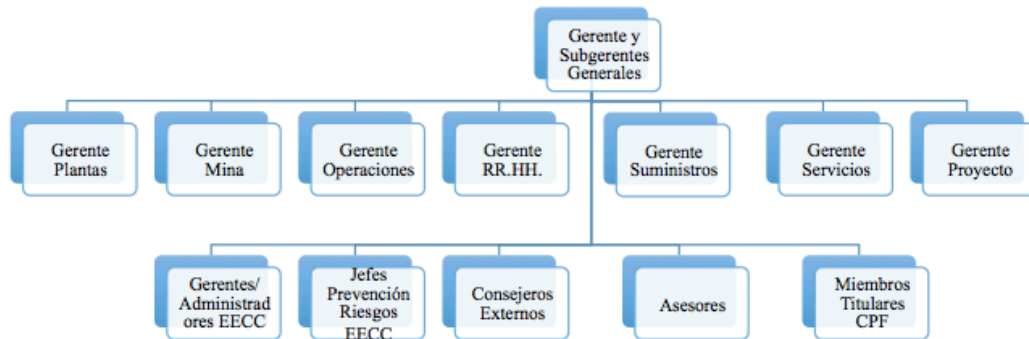 Gerente y
Subgerentes
Generales
Gerente
Plantas
Gerente
Mina
Gerente
Operaciones
Gerente
RR.HH.
Gerente
Suministros
Gerente
Servicios
Gerente
Proyecto
Gerentes/
Administrad
ores EECC
Jefes
Prevención
Riesgos
EECC
Consejeros
Externos
Asesores
Miembros
Titulares
CPF